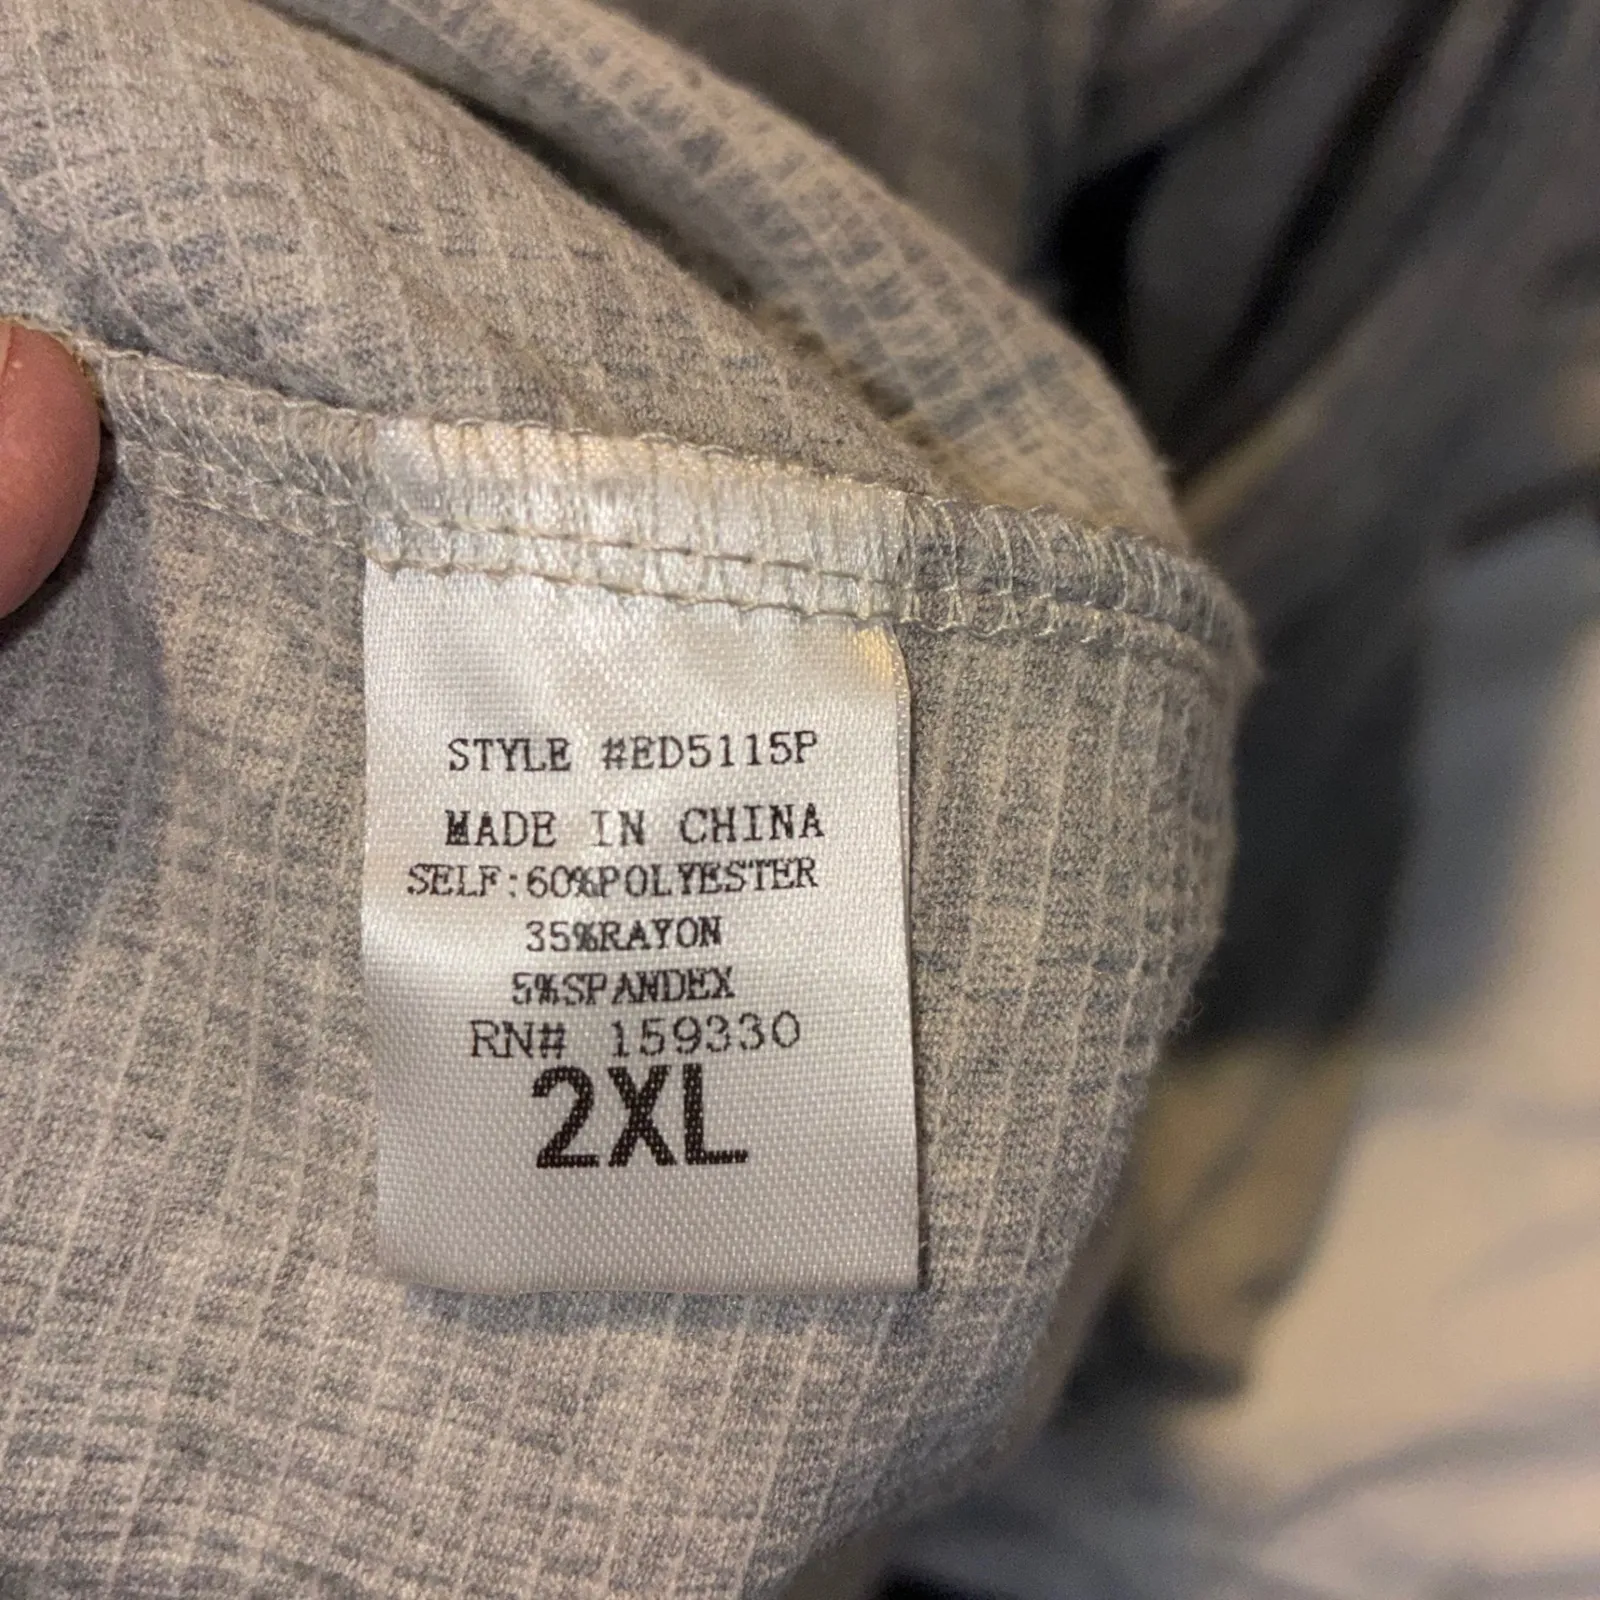 STYLE #ED5115P
MADE IN CHINA
SELF:60%POLYESTER
35%RAYON
5%SPANDEX
RN# 159330
2XL